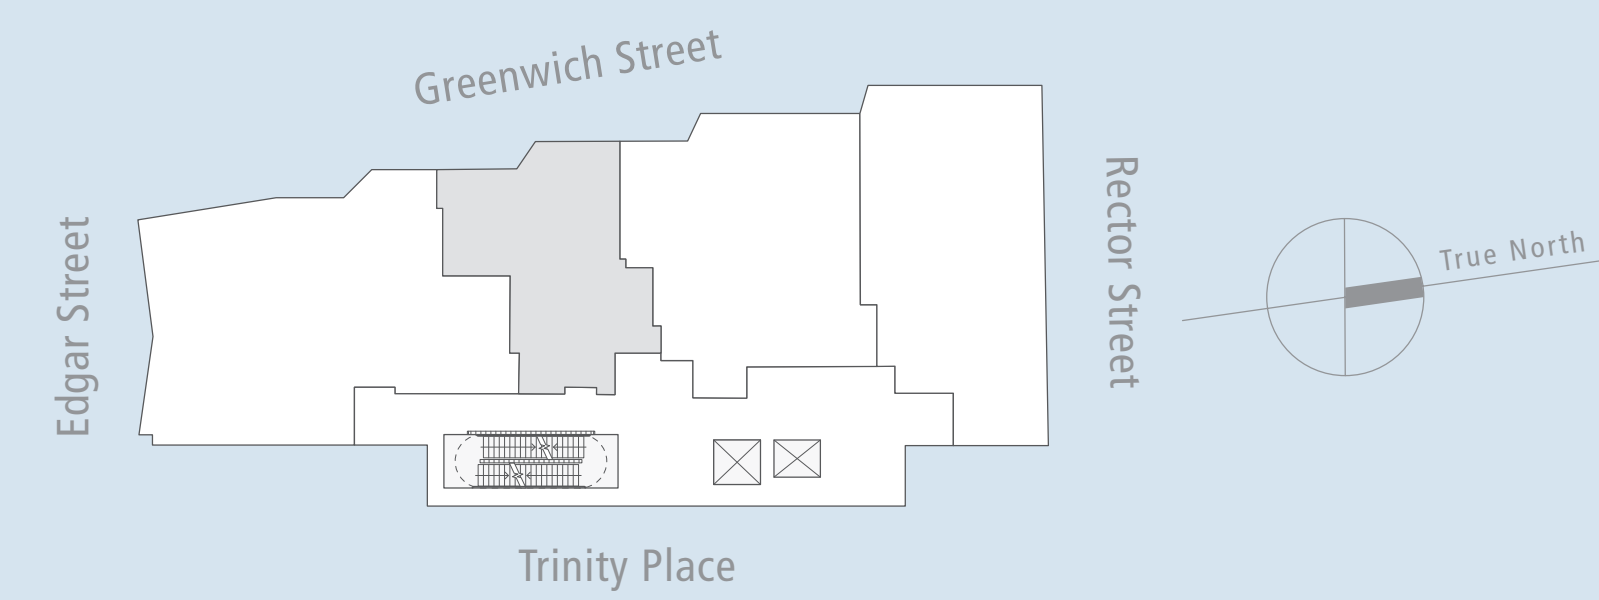 Greenwich Street
Edgar Street
Rector Street
True North
Trinity Place